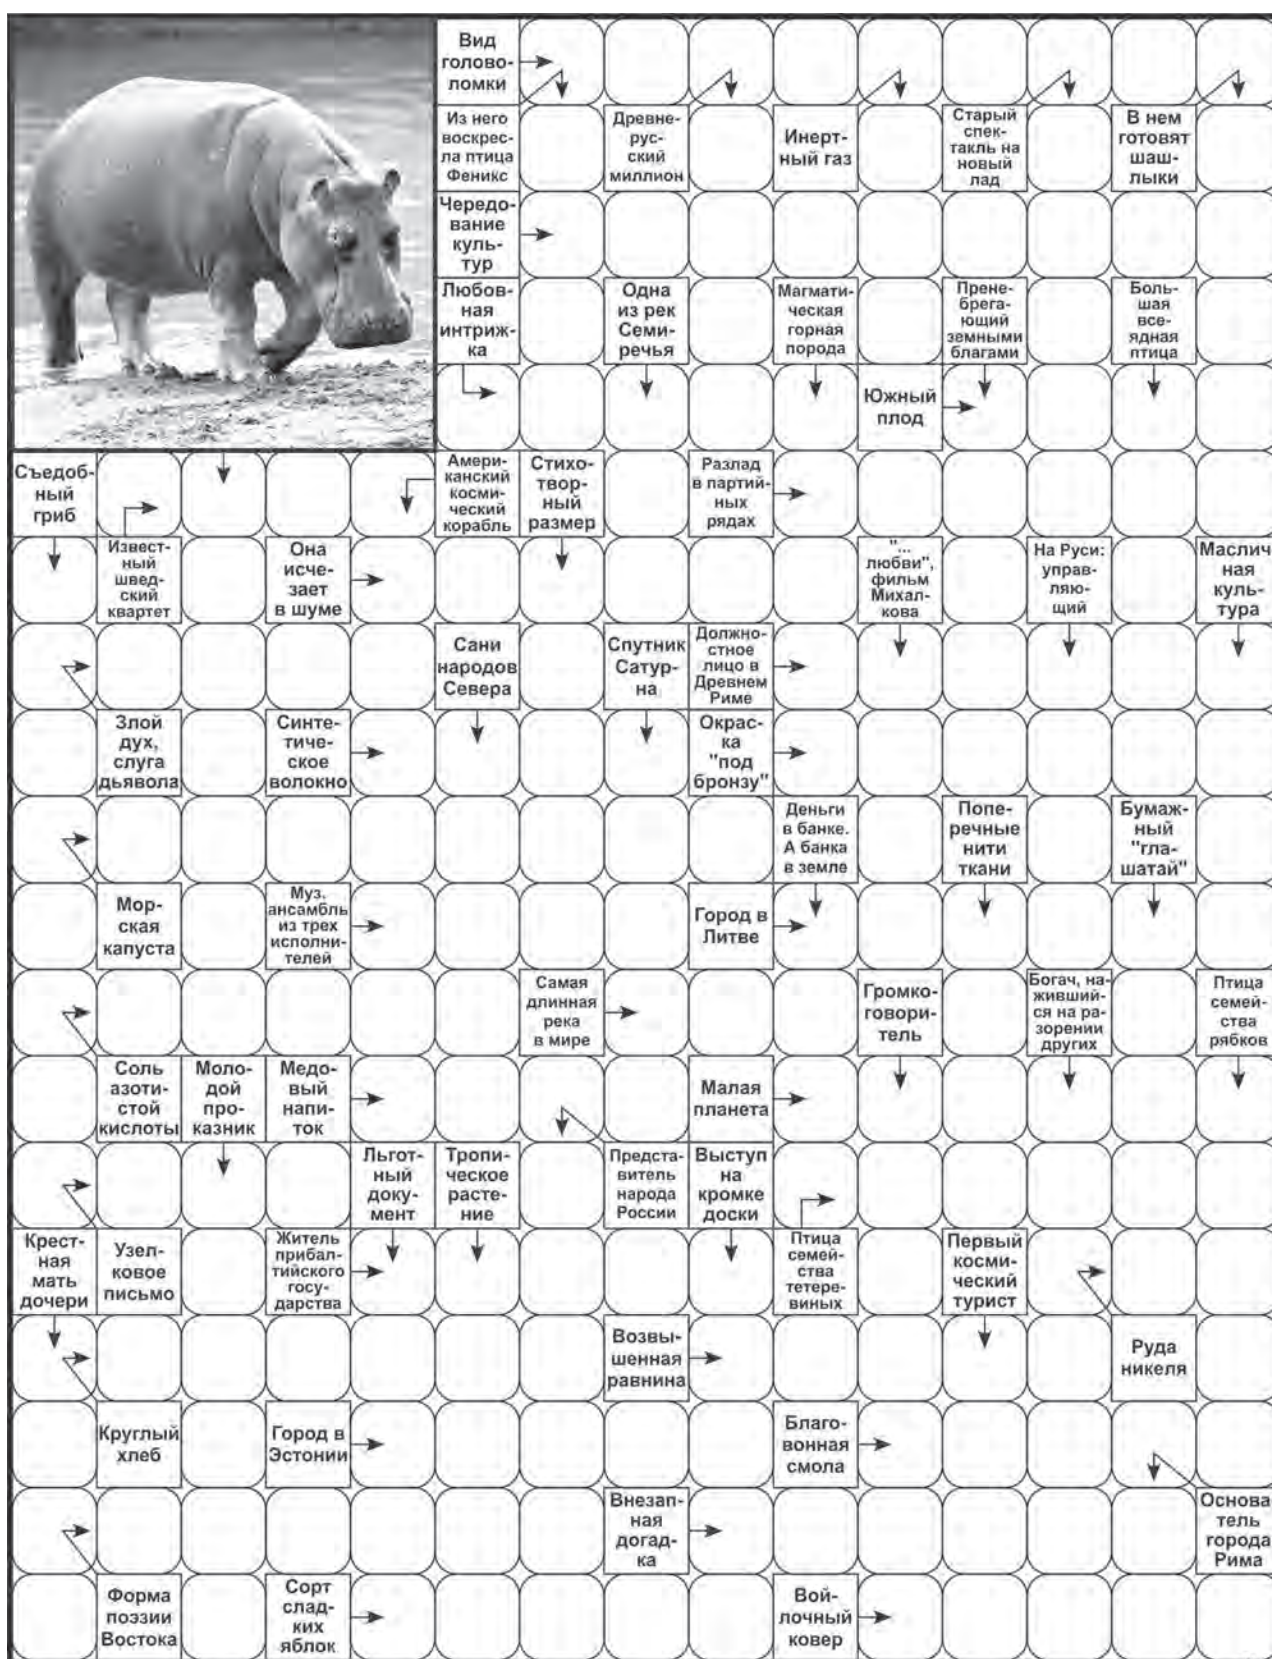 Вид
голово-
ломки
Из него
воскрес-
ла птица
Феникс
Древне-
рус-
ский
миллион
Инерт-
ный газ
Старый
спек-
такль на
новый
лад
В нем
готовят
шаш-
лыки
Чередо-
вание
куль-
тур
Любов-
ная
интриж-
ка
Одна
из рек
Семи-
речья
Магмати-
ческая
горная
порода
Прене-
брега-
ющий
земными
благами
Боль-
шая
все-
ядная
птица
Южный
плод
Съедоб-
ный
гриб
Амери-
канский
косми-
ческий
корабль
Стихо-
твор-
ный
размер
Разлад
в партий-
ных
рядах
Извест-
ный
швед-
ский
квартет
Она
исче-
зает
в шуме
"...
любви",
фильм
Михал-
кова
На Руси:
управ-
ляю-
щий
Маслич
ная
куль-
тура
Сани
народов
Севера
Спутник
Сатур-
на
Должно-
стное
лицо в
Древнем
Риме
Злой
дух,
слуга
дьявола
Синте-
тиче-
ское
волокно
Окрас-
ка
"под
бронзу"
Деньги
в банке.
А банка
в земле
Попе-
речные
нити
ткани
Бумаж-
ный
"гла-
шатай"
Мор-
ская
капуста
Муз.
ансамбль
из трех
исполни-
телей
Город в
Литве
Самая
длинная
река
в мире
Громко-
говори-
тель
Богач, на-
живший-
ся на ра-
зорении
других
Птица
семей-
ства
рябков
Соль
азоти-
стой
кислоты
Моло-
дой
про-
казник
Медо-
вый
напи-
ток
Малая
планета
Льгот-
ный
доку-
мент
Тропи-
ческое
расте-
ние
Предста-
витель
народа
России
Выступ
на
кромке
доски
Крест-
ная
мать
дочери
Узел-
ковое
письмо
Житель
прибал-
тийского
госу-
дарства
Птица
семей-
ства
тетере-
виных
Первый
косми-
ческий
турист
Возвы-
шенная
равнина
Руда
никеля
Круглый
хлеб
Город в
Эстонии
Благо-
вонная
смола
Внезап-
ная
догад-
ка
Основа
тель
города
Рима
Форма
поэзии
Востока
Сорт
слад-
ких
яблок
Вой-
лочный
ковер